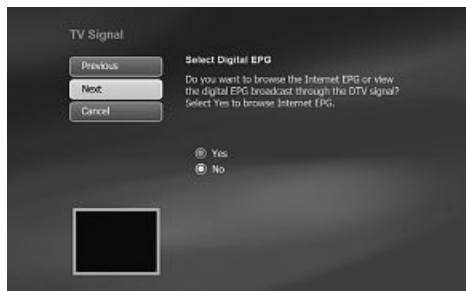 TV Signal
Previous
Next
Cancel
Select Digital EPG
Do you want to browse the Internet EPG or view
the digital EPG broadcast through the DTV signal?
Select Yes to browse Internet EPG.
Yes
No